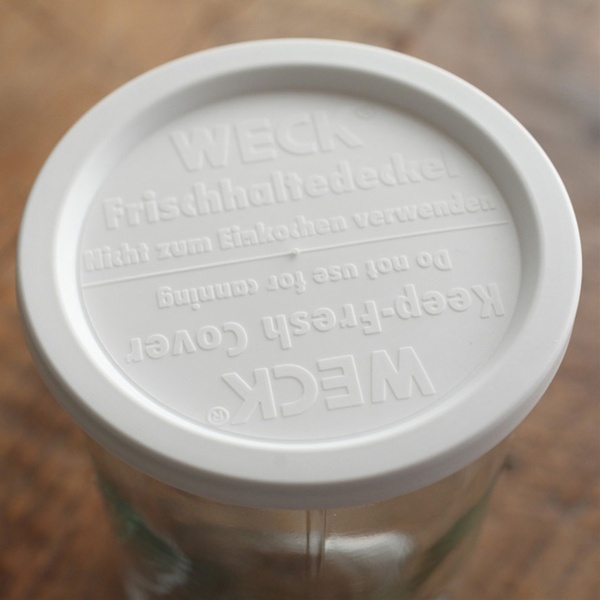 WECK
Frischhaltedeckel
Nicht zum Einkochen verwenden
WECK®
Keep-Fresh Cover
Do not use for canning